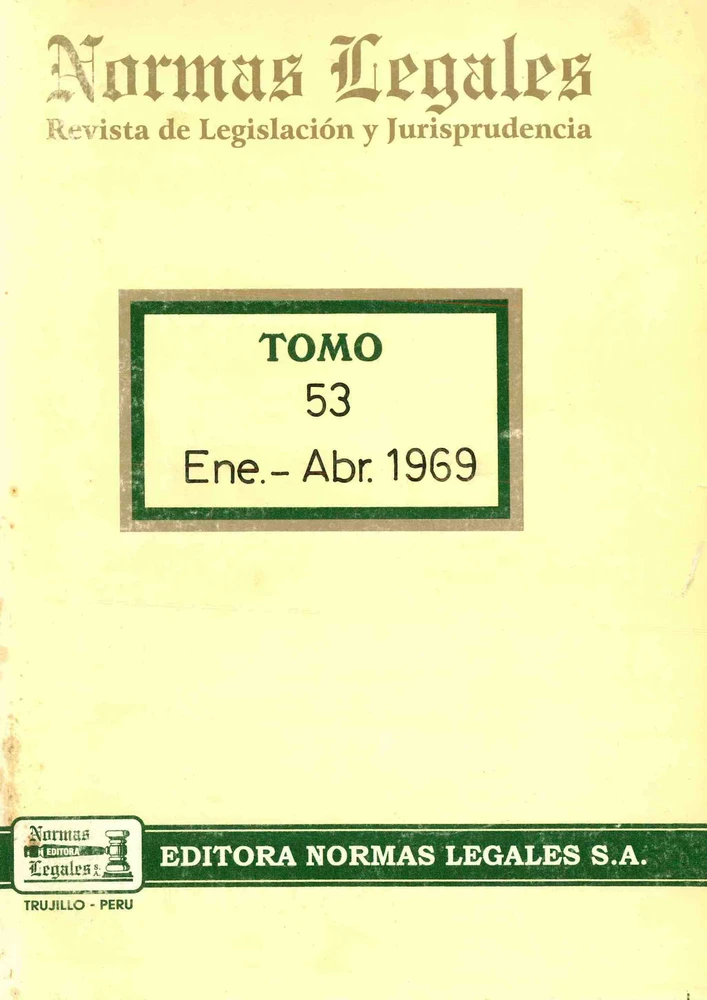 Normas Legales
Revista de Legislación y Jurisprudencia
TOMO
53
Ene.- Abr. 1969
Normas
EDITORA
Legales S.A.
EDITORA NORMAS LEGALES S.A.
TRUJILLO - PERU